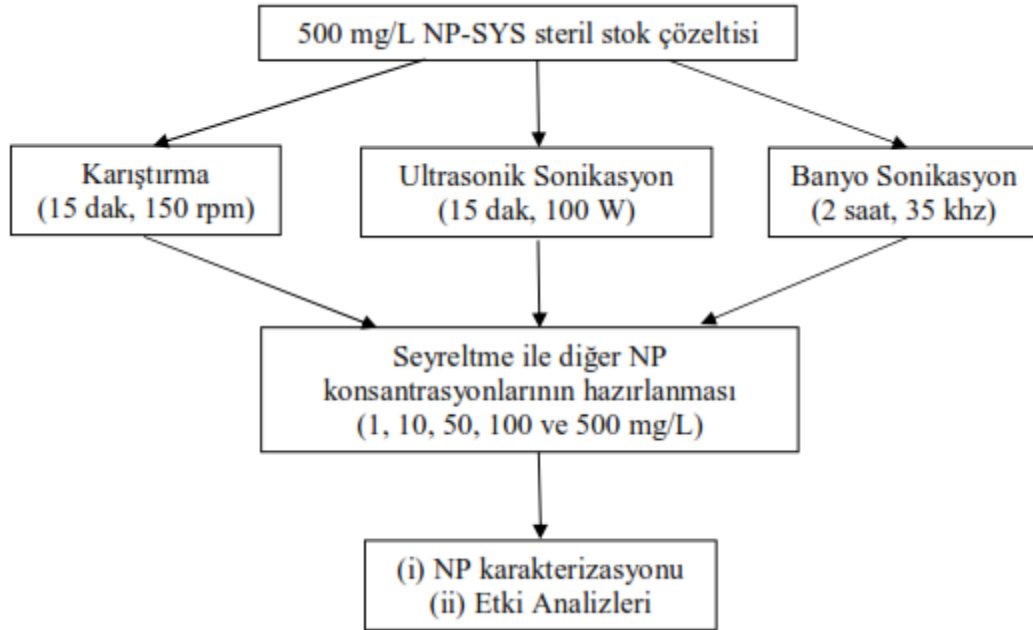 500 mg/L NP-SYS steril stok çözeltisi
Karıştırma
(15 dak, 150 rpm)
Ultrasonik Sonikasyon
(15 dak, 100 W)
Banyo Sonikasyon
(2 saat, 35 khz)
Seyreltme ile diğer NP
konsantrasyonlarının hazırlanması
(1, 10, 50, 100 ve 500 mg/L)
(i) NP karakterizasyonu
(ii) Etki Analizleri